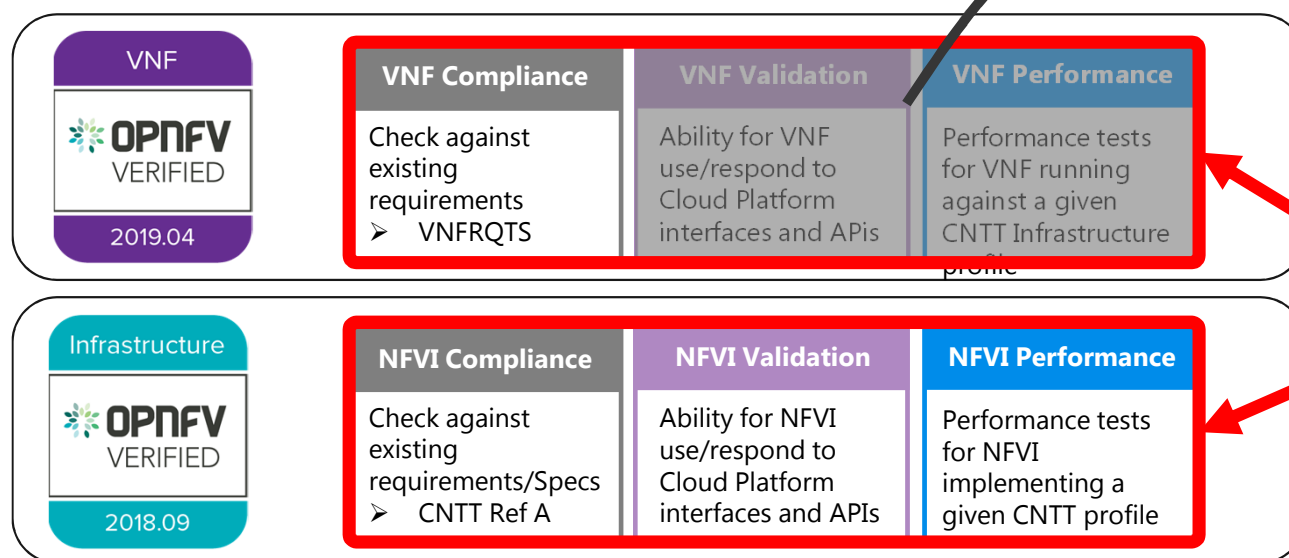 VNF
OPNFV
VERIFIED
2019.04
VNF Compliance
Check against
existing
requirements
➢ VNFRQTS
VNF Validation
Ability for VNF
use/respond to
Cloud Platform
interfaces and APis
VNF Performance
Performance tests
for VNF running
against a given
CNTT Infrastructure
profile
Infrastructure
OPNFV
VERIFIED
2018.09
NFVI Compliance
Check against
existing
requirements/Specs
➢ CNTT Ref A
NFVI Validation
Ability for NFVI
use/respond to
Cloud Platform
interfaces and APIs
NFVI Performance
Performance tests
for NFVI
implementing a
given CNTT profile